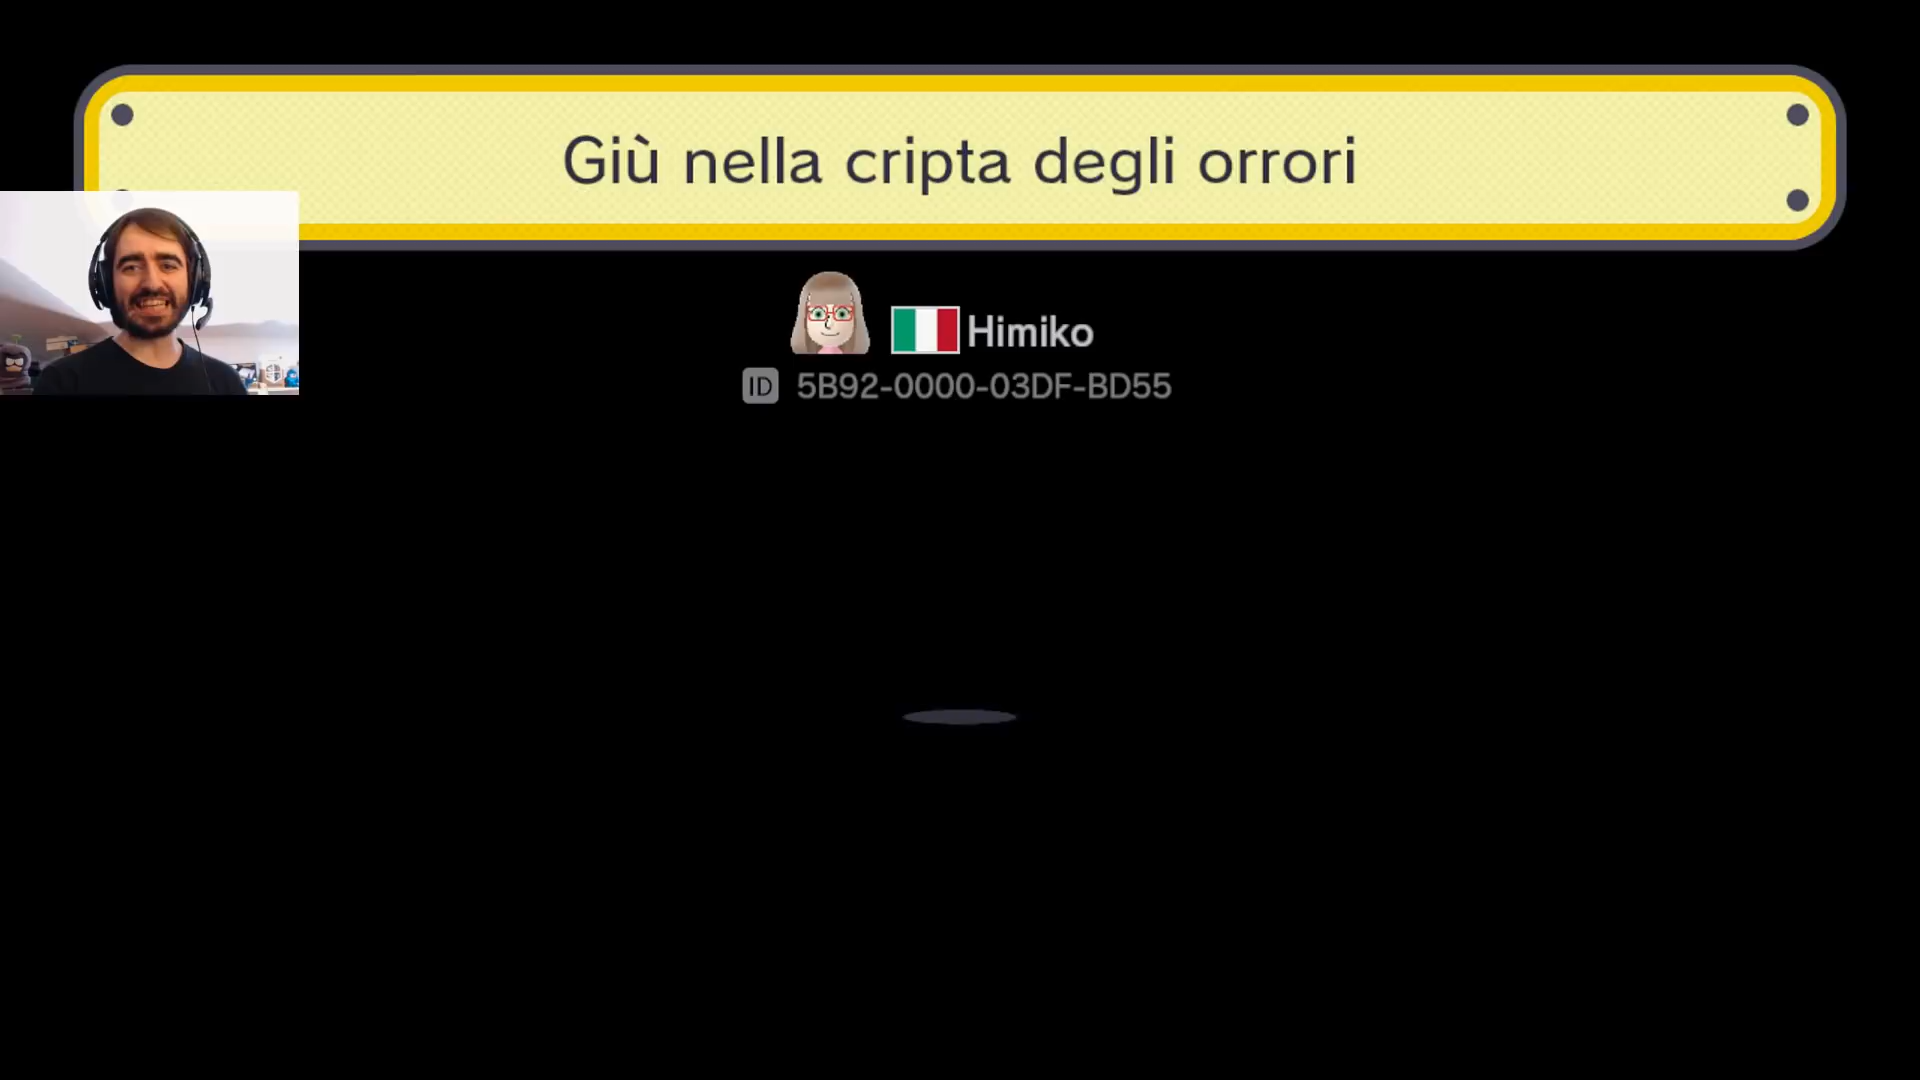 Giù nella cripta degli orrori
Himiko
ID 5B92-0000-03DF-BD55